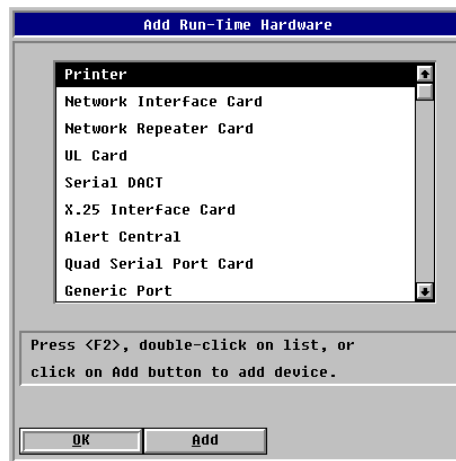 Add Run-Time Hardware
Printer
Network Interface Card
Network Repeater Card
UL Card
Serial DACT
X.25 Interface Card
Alert Central
Quad Serial Port Card
Generic Port
Press <F2>, double-click on list, or
click on Add button to add device.
OK Add